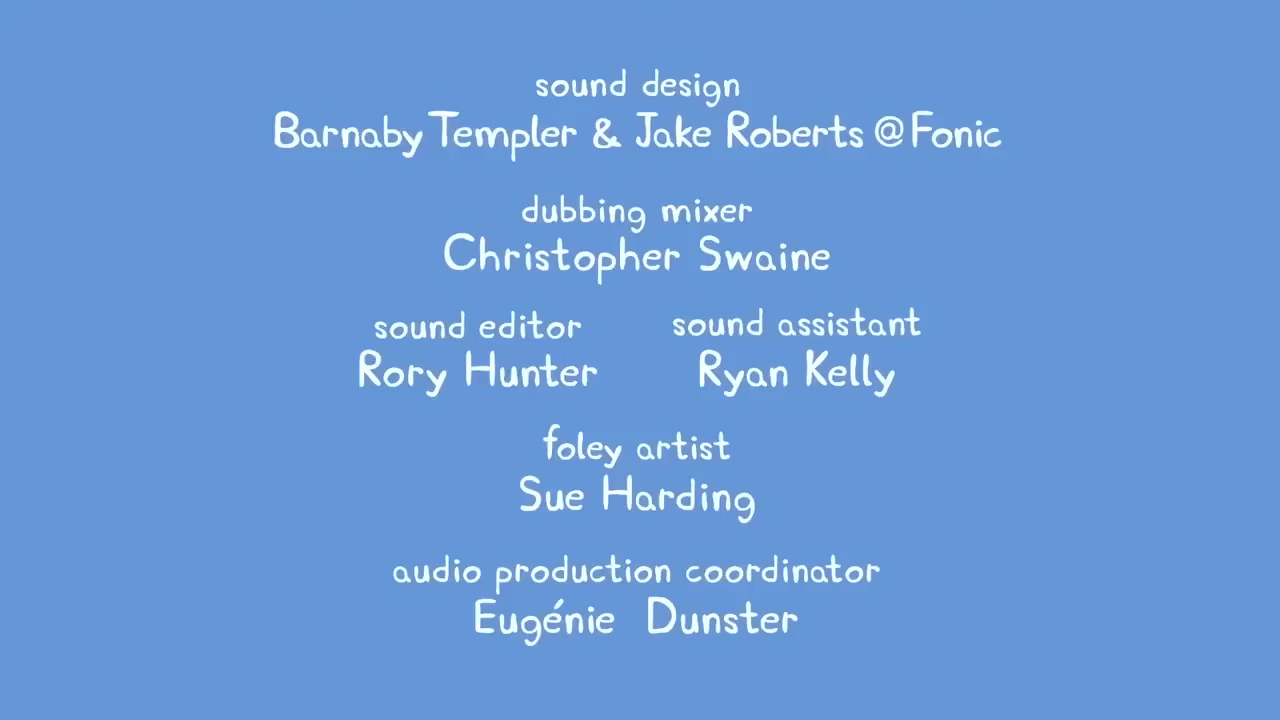 sound design
Barnaby Templer & Jake Roberts @ Fonic
dubbing mixer
Christopher Swaine
sound editor
Rory Hunter
sound assistant
Ryan Kelly
foley artist
Sue Harding
audio production coordinator
Eugénie Dunster